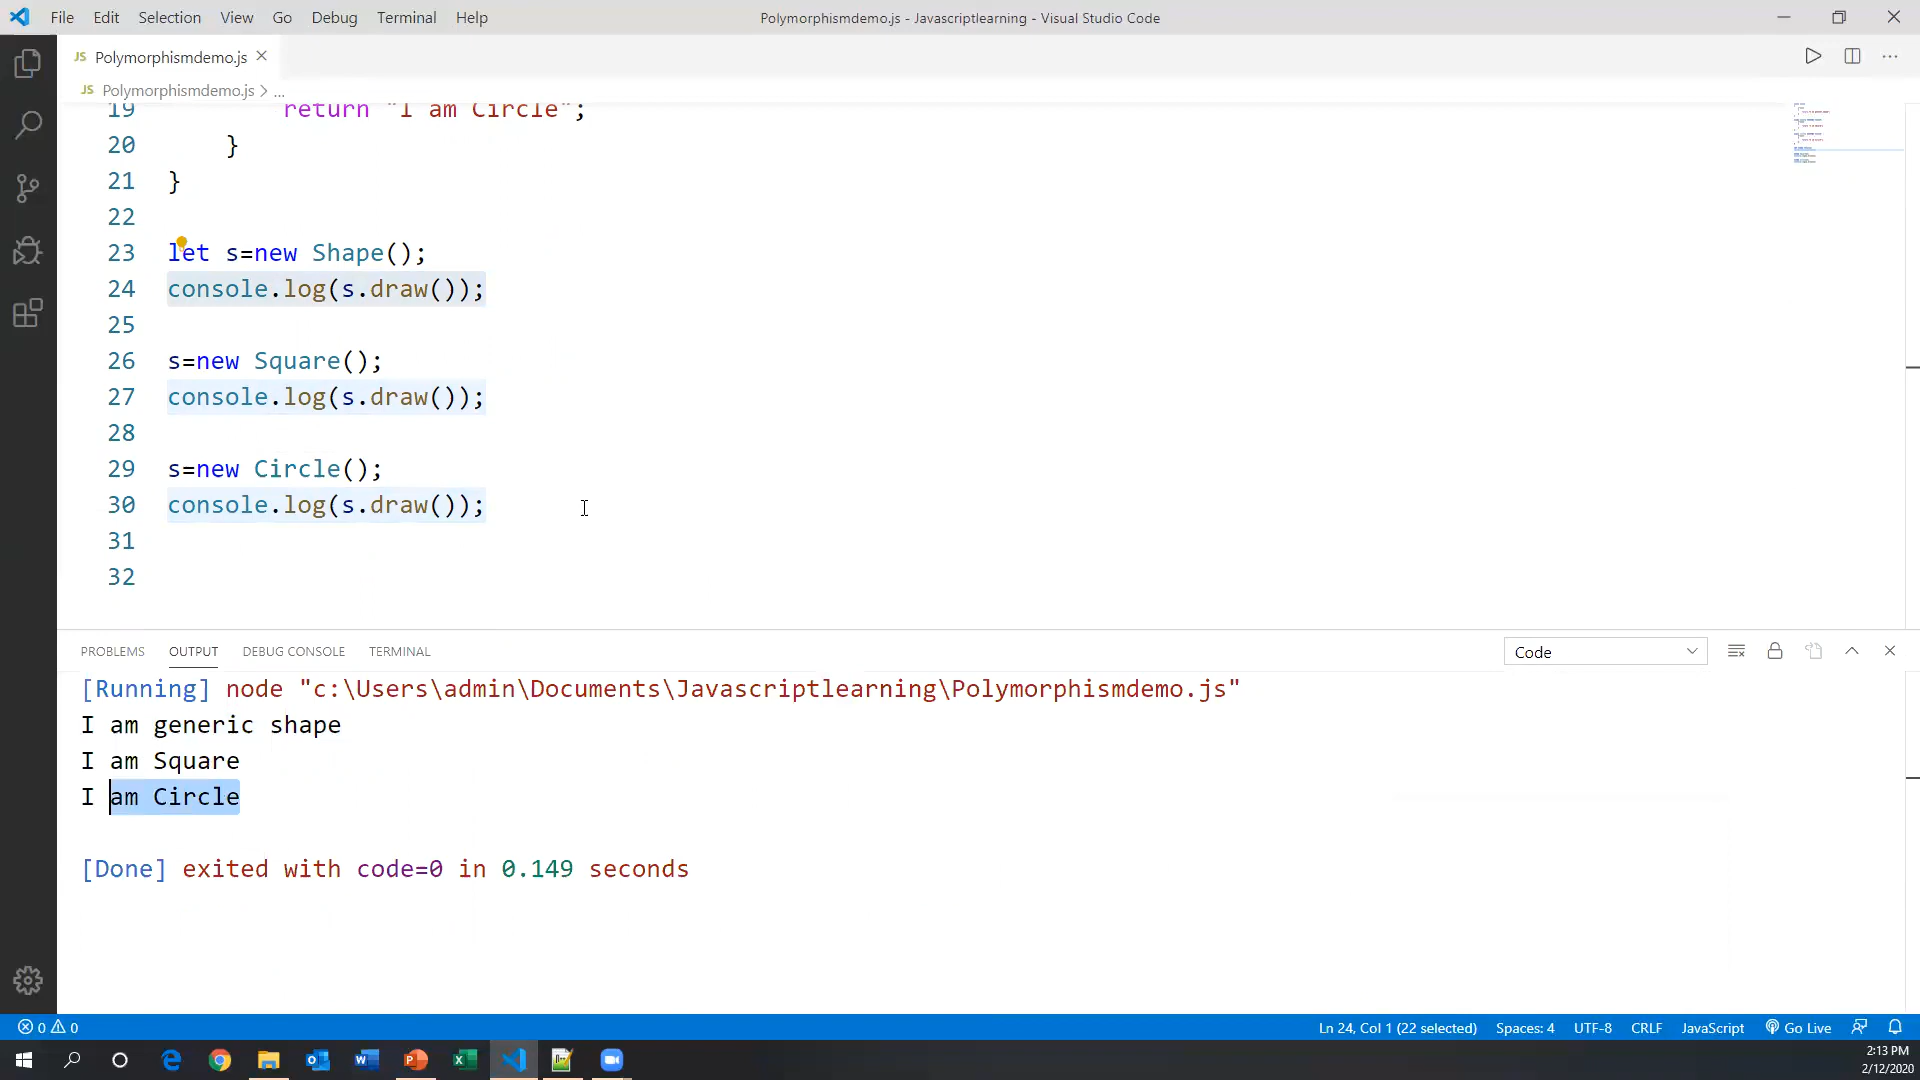 File Edit Selection View Go Debug Terminal Help
Polymorphismdemo.js - Javascriptlearning - Visual Studio Code
JS Polymorphismdemo.js
JS Polymorphismdemo.js > ...
19 return "I am Circle";
20 }
21 }
22
23 let s=new Shape();
24 console.log(s.draw());
25
26 s=new Square();
27 console.log(s.draw());
28
29 s=new Circle();
30 console.log(s.draw());
31
32
PROBLEMS OUTPUT DEBUG CONSOLE TERMINAL
Code
[Running] node "c:\Users\admin\Documents\Javascriptlearning\Polymorphismdemo.js"
I am generic shape
I am Square
I am Circle
[Done] exited with code=0 in 0.149 seconds
0 0
Ln 24, Col 1 (22 selected) Spaces: 4 UTF-8 CRLF JavaScript Go Live
2:13 PM
2/12/2020